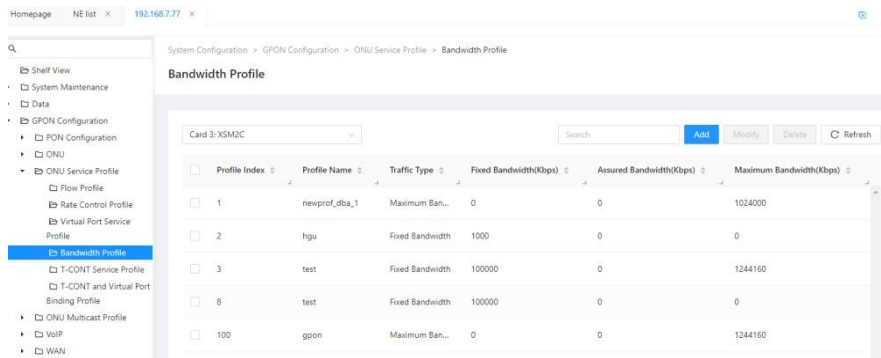 Homepage NE list × 192.168.7.77 ×
System Configuration > GPON Configuration > ONU Service Profile > Bandwidth Profile
Shelf View
System Maintenance
Data
GPON Configuration
PON Configuration
ONU
ONU Service Profile
Flow Profile
Rate Control Profile
Virtual Port Service
Profile
Bandwidth Profile
T-CONT Service Profile
T-CONT and Virtual Port
Binding Profile
ONU Multicast Profile
VoIP
WAN
Bandwidth Profile
Card 3: XSM2C Search Add Modify Delete Refresh
Profile Index Profile Name Traffic Type Fixed Bandwidth(Kbps) Assured Bandwidth(Kbps) Maximum Bandwidth(Kbps)
1 newprof_dba_1 Maximum Ban... 0 0 1024000
2 hgu Fixed Bandwidth 1000 0 0
3 test Fixed Bandwidth 100000 0 1244160
8 test Fixed Bandwidth 100000 0 0
100 gpon Maximum Ban... 0 0 1244160